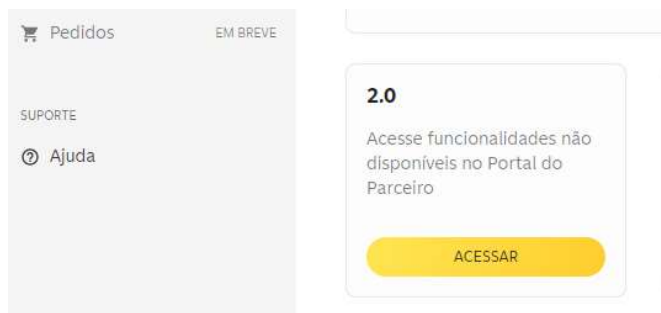 Pedidos
EM BREVE
SUPORTE
Ajuda
2.0
Acesse funcionalidades não
disponíveis no Portal do
Parceiro
ACESSAR